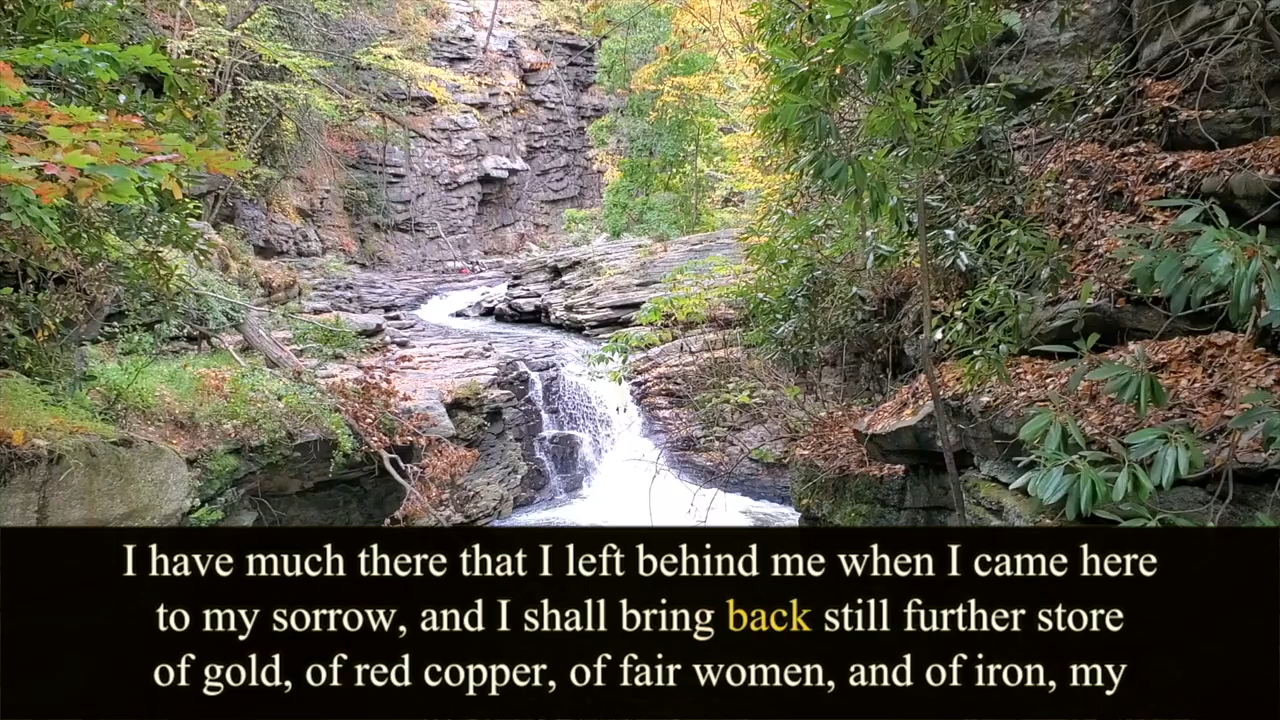 I have much there that I left behind me when I came here
to my sorrow, and I shall bring back still further store
of gold, of red copper, of fair women, and of iron, my